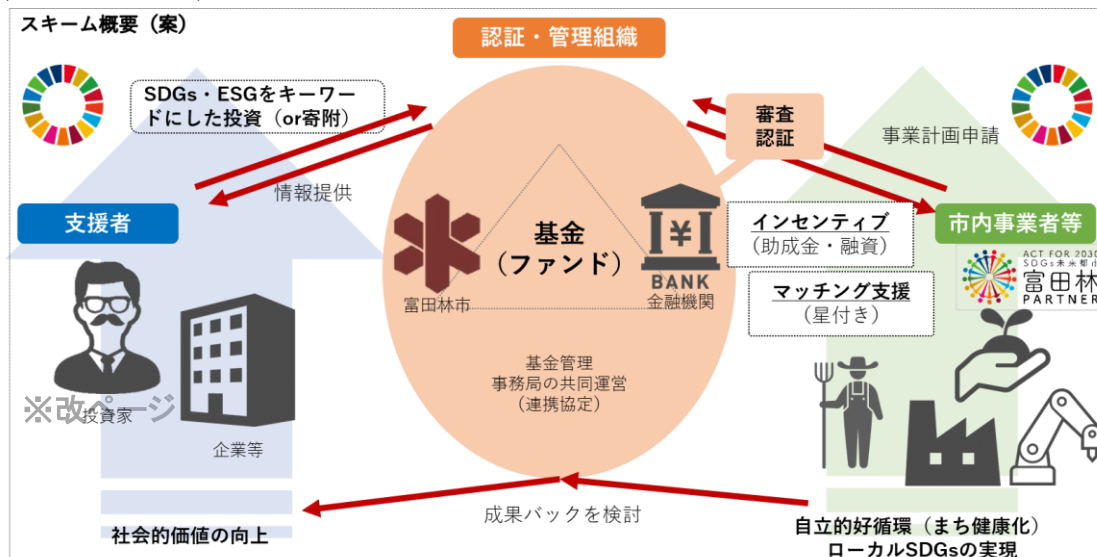 スキーム概要（案）
認証・管理組織
SDGs・ESGをキーワー
ドにした投資（or寄附）
情報提供
審査
認証
事業計画申請
支援者
基金
（ファンド）
富田林市
¥
BANK
金融機関
インセンティブ
（助成金・融資）
マッチング支援
（星付き）
市内事業者等
ACT FOR 2030
SDGs未来都市
富田林
PARTNER
基金管理
事務局の共同運営
（連携協定）
※改ページ
投資家
企業等
成果バックを検討
社会的価値の向上
自立的好循環（まち健康化）
ローカルSDGsの実現